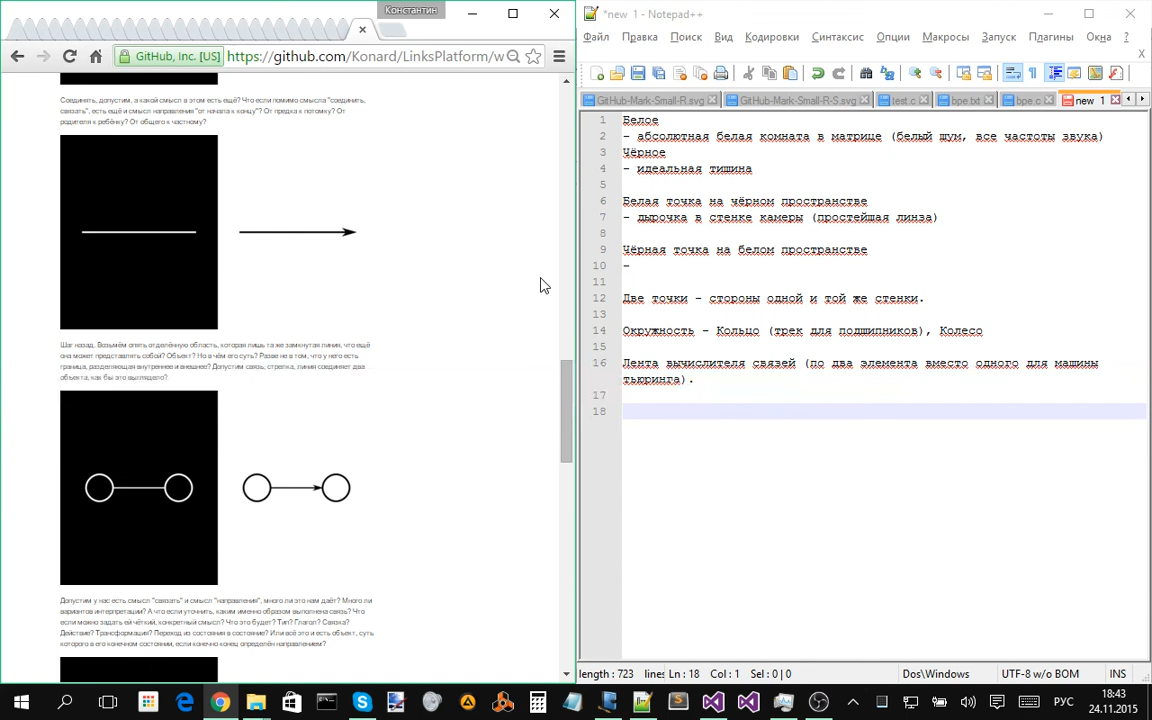 Константин
GitHub, Inc. [US]
https://github.com/Konard/LinksPlatform/w
Соединять, допустим, а какой смысл в этом есть ещё? Что если помимо смысла "соединить,
связать", есть ещё и смысл направления "от начала к концу"? От предка к потомку? От
родителя к ребёнку? От общего к частному?
Шаг назад. Возьмём опять отделённую область, которая лишь та же замкнутая линия, что ещё
она может представлять собой? Объект? Но в чём его суть? Разве не в том, что у него есть
граница, разделяющая внутреннее и внешнее? Допустим связь, стрелка, линия соединяет два
объекта, как бы это выглядело?
Допустим у нас есть смысл "связать" и смысл "направления", много ли это нам даёт? Много ли
вариантов интерпретации? А что если уточнить, каким именно образом выполнена связь? Что
если можно задать ей чёткий, конкретный смысл? Что это будет? Тип? Глагол? Связка?
Действие? Трансформация? Переход из состояния в состояние? Или всё это и есть объект, суть
которого в его конечном состоянии, если конечно конец определён направлением?
*new 1 - Notepad++
Файл Правка Поиск Вид Кодировки Синтаксис Опции Макросы Запуск Плагины Окна ?
X
GitHub-Mark-Small-R.svg GitHub-Mark-Small-R-S.svg test.c bpe.txt bpe.c new 1
1 Белое
2 - абсолютная белая комната в матрице (белый шум, все частоты звука)
3 Чёрное
4 - идеальная тишина
5
6 Белая точка на чёрном пространстве
7 - дырочка в стенке камеры (простейшая линза)
8
9 Чёрная точка на белом пространстве
10 -
11
12 Две точки - стороны одной и той же стенки.
13
14 Окружность - Кольцо (трек для подшипников), Колесо
15
16 Лента вычислителя связей (по два элемента вместо одного для машины
тьюринга).
17
18
length : 723 lines Ln : 18 Col : 1 Sel : 0 | 0 Dos\Windows UTF-8 w/o BOM INS
РУС
18:43
24.11.2015